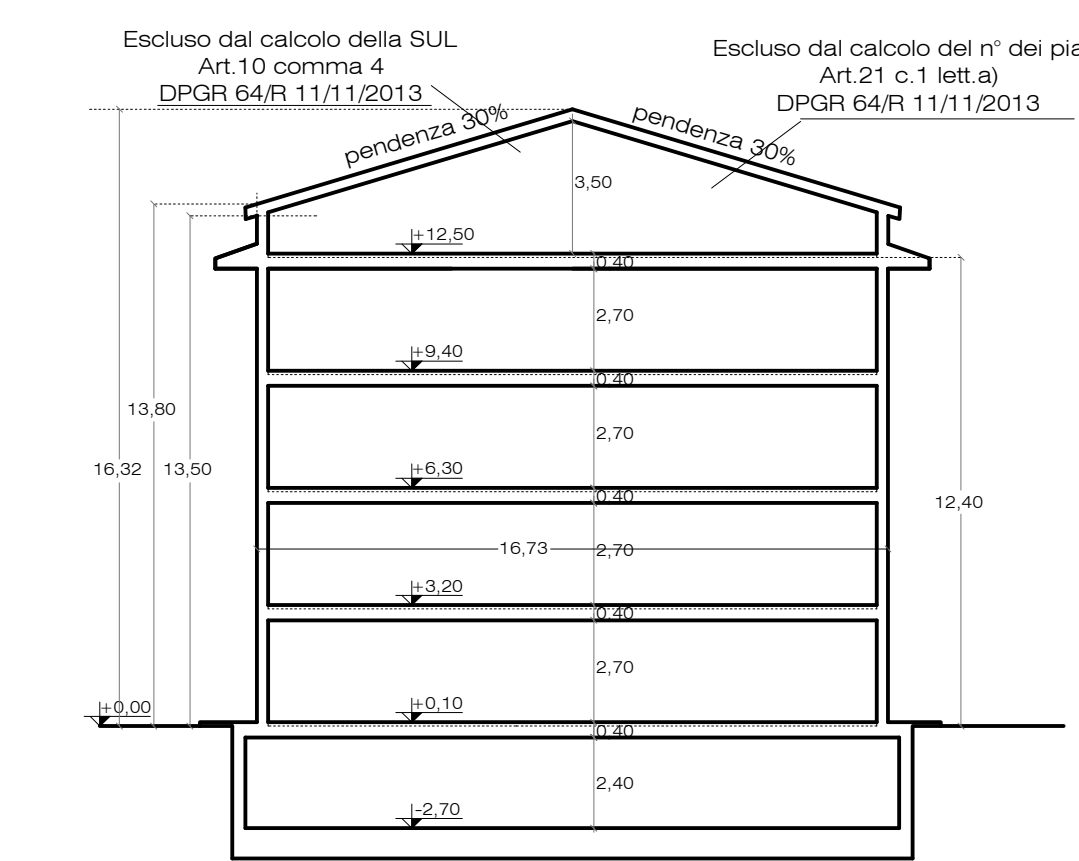 Escluso dal calcolo della SUL
Art.10 comma 4
DPGR 64/R 11/11/2013
Escluso dal calcolo del n° dei pia
Art.21 c.1 lett.a)
DPGR 64/R 11/11/2013
pendenza 30%
pendenza 30%
3,50
+12,50
0.40
2,70
+9,40
0.40
13,80
2,70
16,32
13,50
+6,30
0.40
12,40
16,73
2,70
+3,20
0.40
2,70
+0,00
+0,10
0.40
2,40
-2,70